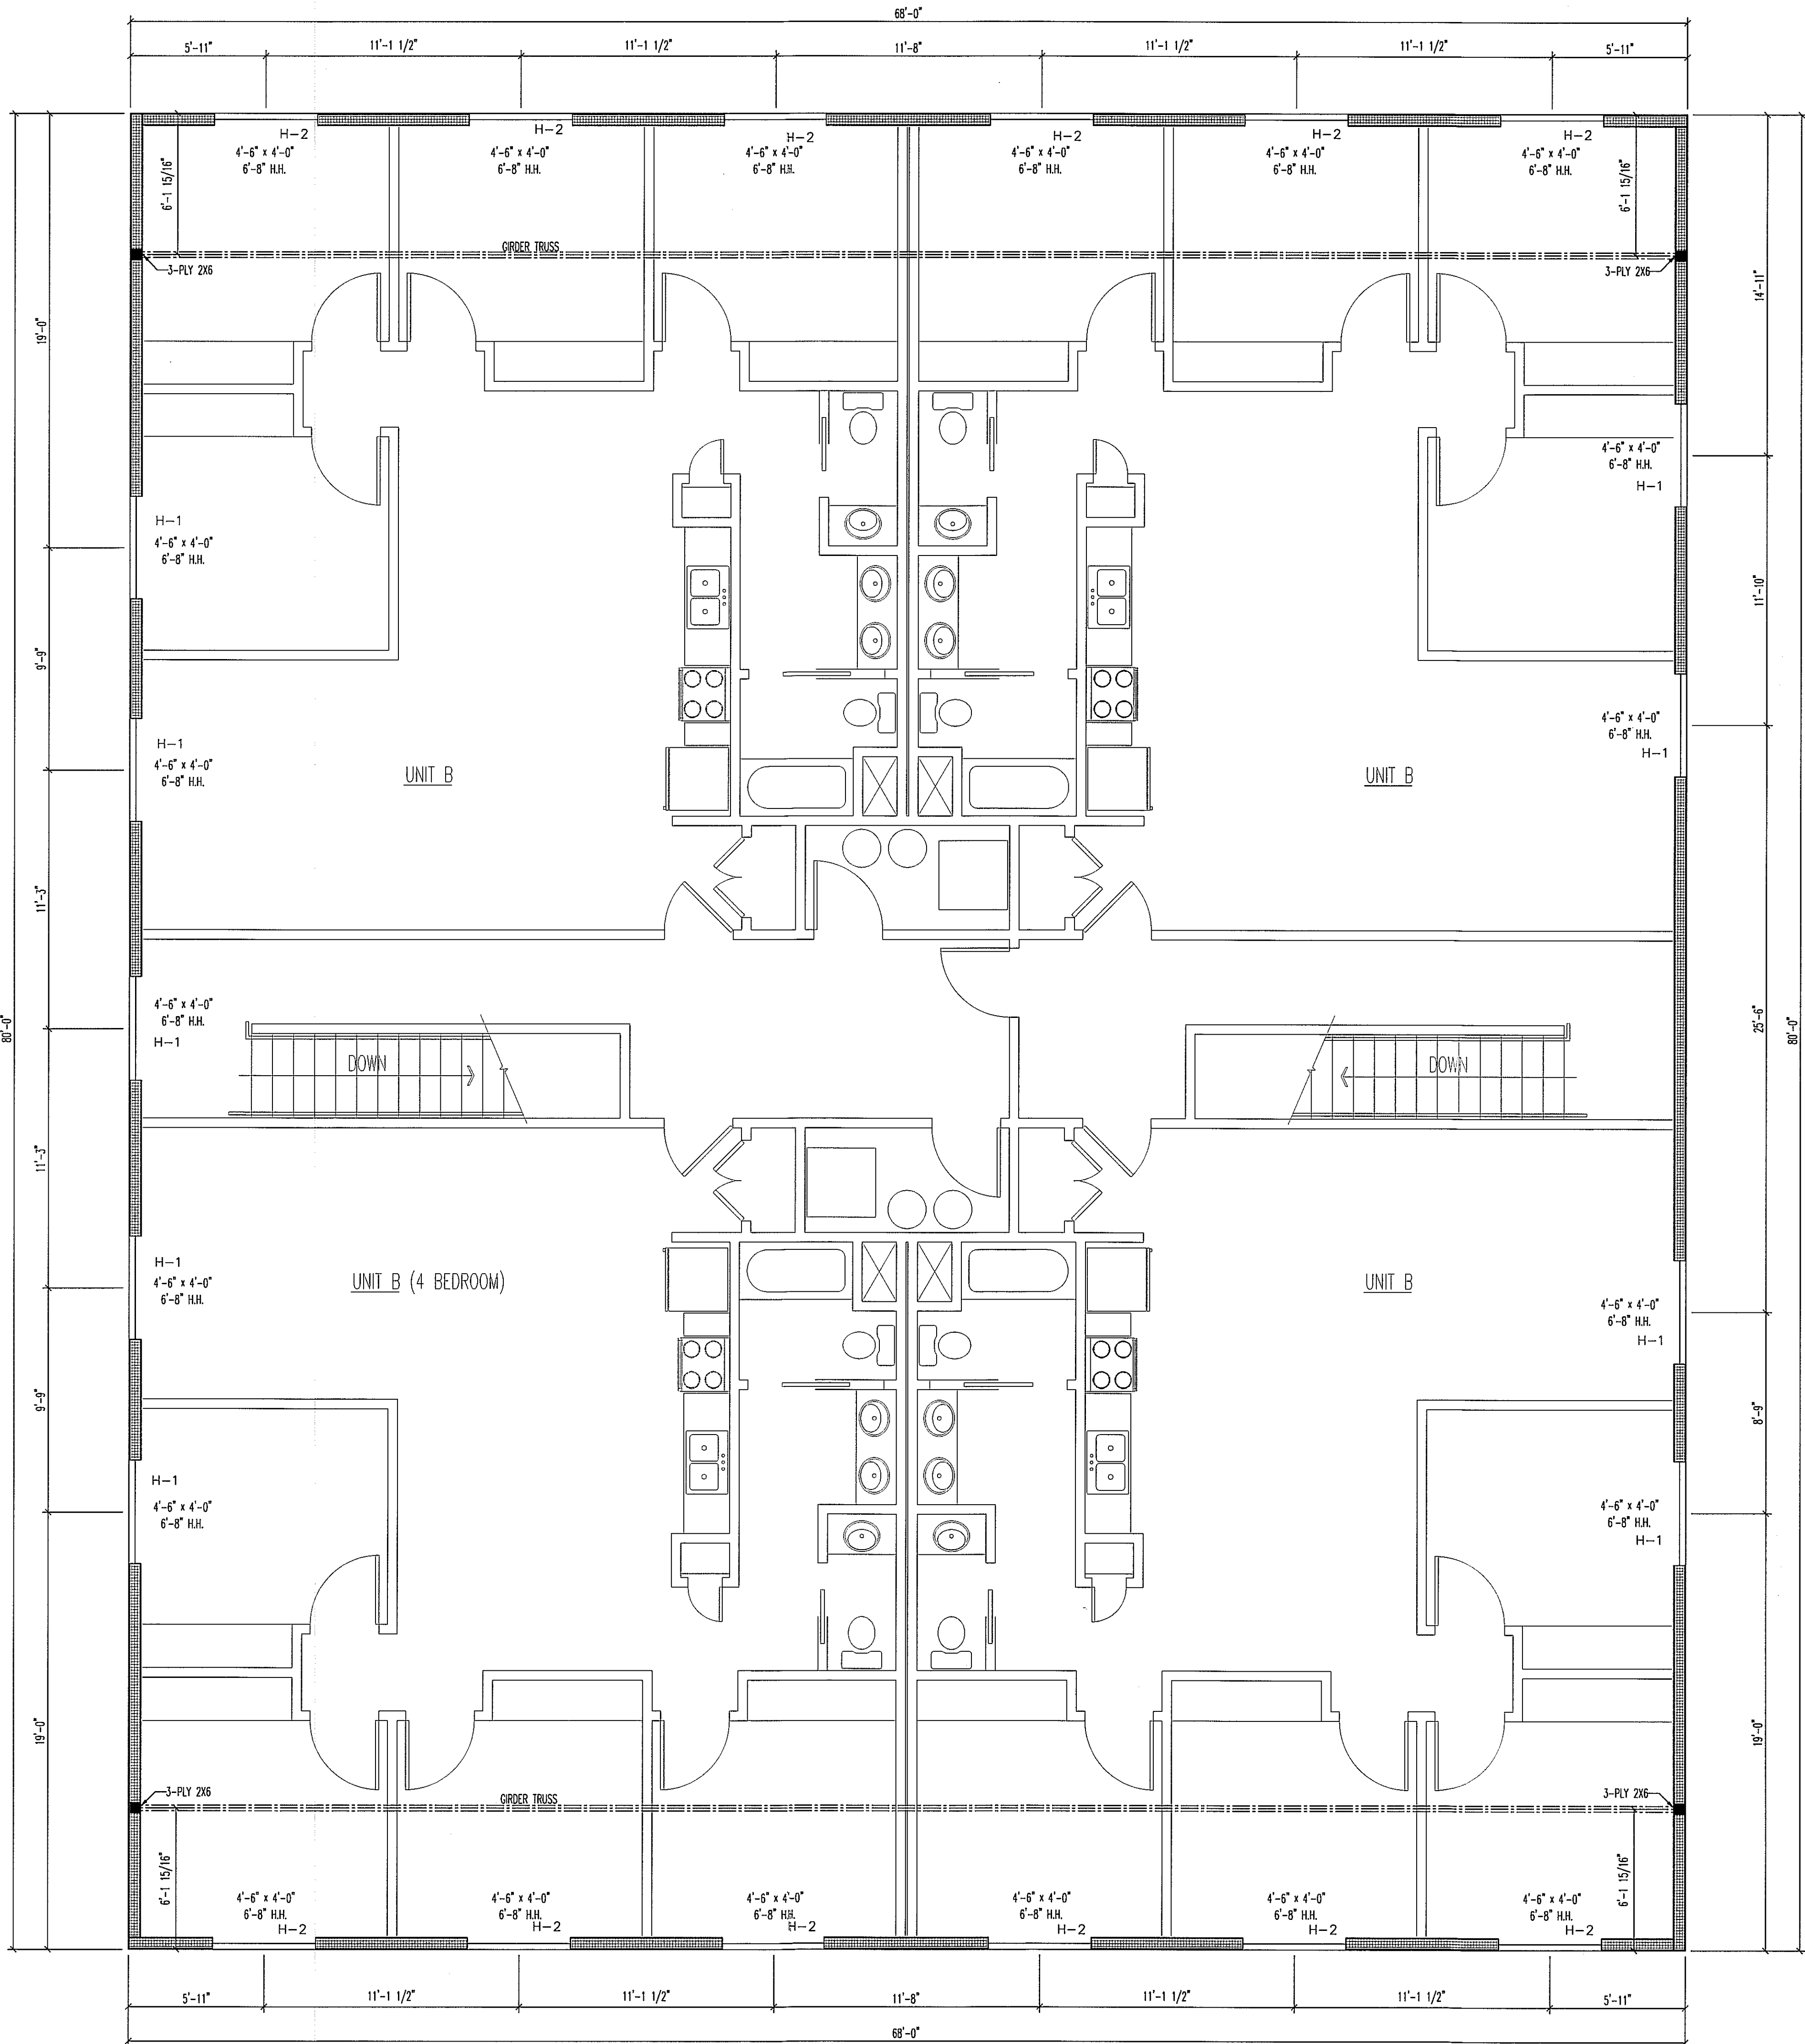 68'-0"
5'-11" 11'-1 1/2" 11'-1 1/2" 11'-8" 11'-1 1/2" 11'-1 1/2" 5'-11"
H-2 H-2 H-2 H-2 H-2 H-2
4'-6" x 4'-0" 4'-6" x 4'-0" 4'-6" x 4'-0" 4'-6" x 4'-0" 4'-6" x 4'-0" 4'-6" x 4'-0"
6'-8" H.H. 6'-8" H.H. 6'-8" H.H. 6'-8" H.H. 6'-8" H.H. 6'-8" H.H.
6'-1 15/16" 6'-1 15/16"
GIRDER TRUSS
3-PLY 2X6 3-PLY 2X6
14'-11"
19'-0"
4'-6" x 4'-0"
6'-8" H.H.
H-1
H-1
4'-6" x 4'-0"
6'-8" H.H.
11'-10"
9'-9"
4'-6" x 4'-0"
6'-8" H.H.
H-1
H-1
4'-6" x 4'-0"
6'-8" H.H.
UNIT B UNIT B
11'-3"
4'-6" x 4'-0"
6'-8" H.H.
H-1
80'-0" 25'-6" 80'-0"
DOWN DOWN
11'-3"
H-1
4'-6" x 4'-0"
6'-8" H.H.
UNIT B (4 BEDROOM) UNIT B
4'-6" x 4'-0"
6'-8" H.H.
H-1
9'-9" 8'-9"
H-1
4'-6" x 4'-0"
6'-8" H.H.
4'-6" x 4'-0"
6'-8" H.H.
H-1
19'-0" 19'-0"
3-PLY 2X6 3-PLY 2X6
GIRDER TRUSS
6'-1 15/16" 6'-1 15/16"
4'-6" x 4'-0" 4'-6" x 4'-0" 4'-6" x 4'-0" 4'-6" x 4'-0" 4'-6" x 4'-0" 4'-6" x 4'-0"
6'-8" H.H. 6'-8" H.H. 6'-8" H.H. 6'-8" H.H. 6'-8" H.H. 6'-8" H.H.
H-2 H-2 H-2 H-2 H-2 H-2
5'-11" 11'-1 1/2" 11'-1 1/2" 11'-8" 11'-1 1/2" 11'-1 1/2" 5'-11"
68'-0"